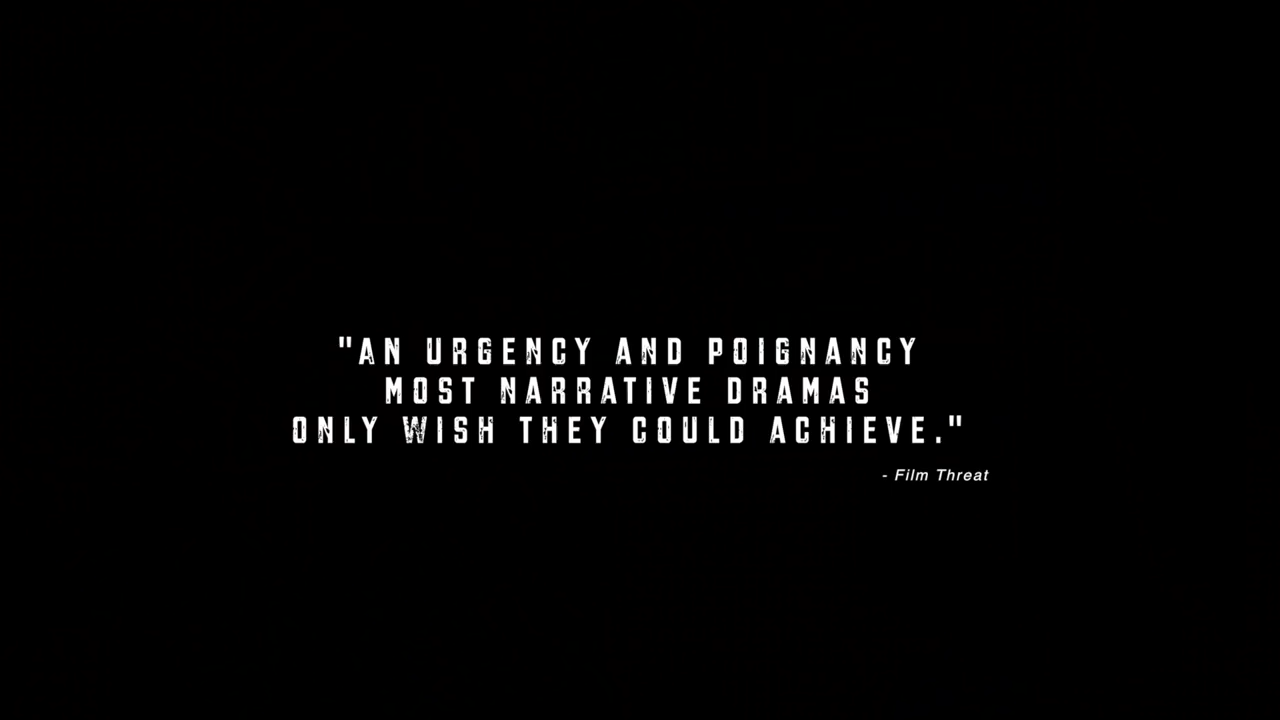 "AN URGENCY AND POIGNANCY
MOST NARRATIVE DRAMAS
ONLY WISH THEY COULD ACHIEVE."
- Film Threat